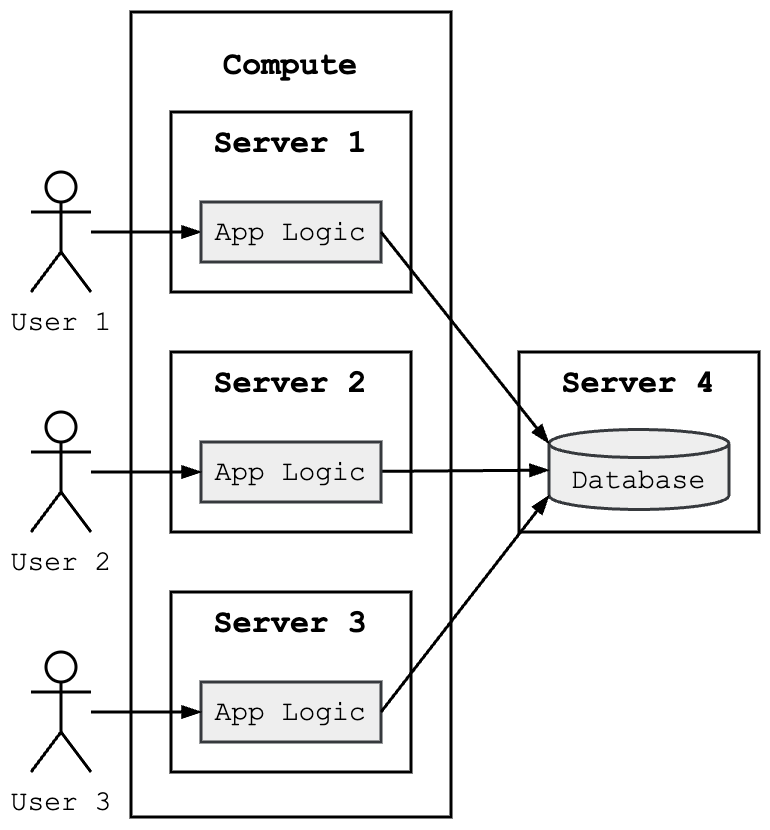 Compute
Server 1
App Logic
User 1
Server 2
Server 4
App Logic
Database
User 2
Server 3
App Logic
User 3